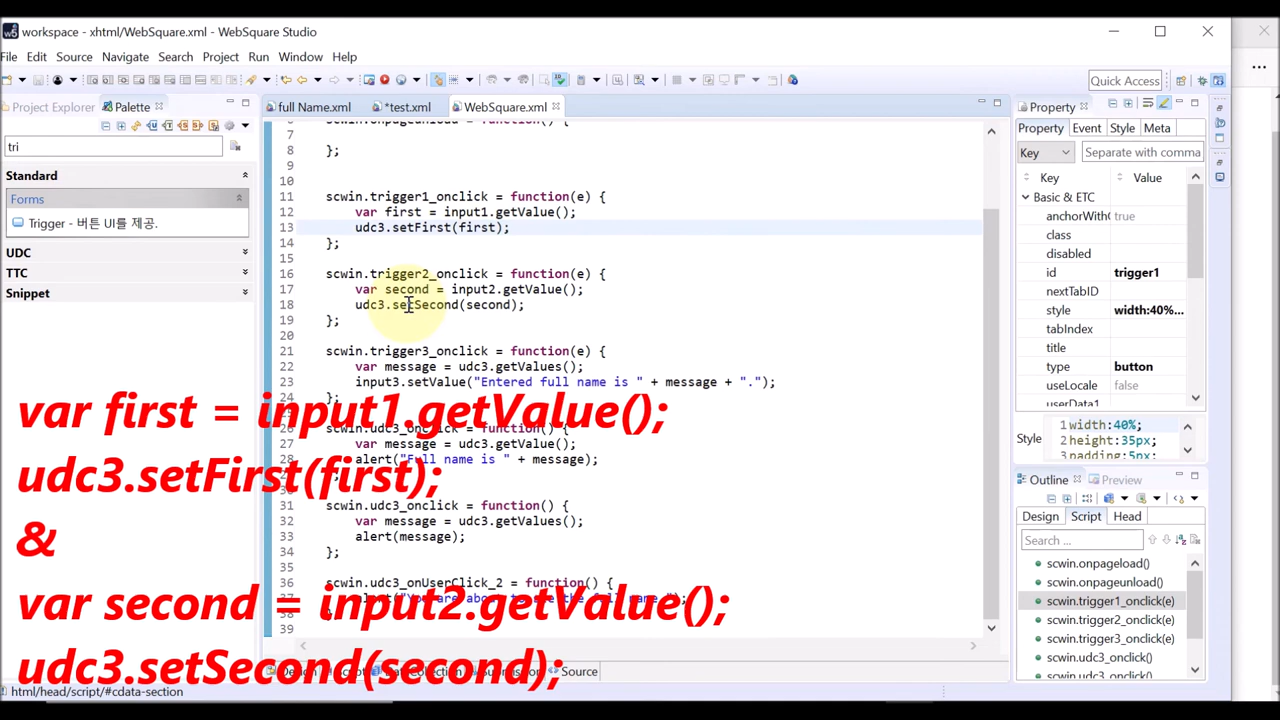 workspace - xhtml/WebSquare.xml - WebSquare Studio
File Edit Source Navigate Search Project Run Window Help
Quick Access
Project Explorer Palette
full Name.xml *test.xml WebSquare.xml
Property
tri
Property Event Style Meta
Key Separate with comma
Standard
Forms
Trigger - 버튼 UI를 제공.
UDC
TTC
Snippet
Key Value
Basic & ETC
true
class
disabled
id trigger1
nextTabID
style width:40%...
tabIndex
title
type button
useLocale false
userData1
Style
1 width:40%;
2 height:35px;
3 padding:5px;
7
8 };
9
10
11 scwin.trigger1_onclick = function(e) {
12 var first = input1.getValue();
13 udc3.setFirst(first);
14 };
15
16 scwin.trigger2_onclick = function(e) {
17 var second = input2.getValue();
18 udc3.setSecond(second);
19 };
20
21 scwin.trigger3_onclick = function(e) {
22 var message = udc3.getValues();
23 input3.setValue("Entered full name is " + message + ".");
24 };
26 scwin.udc3_onclick = function() {
27 var message = udc3.getValue();
28 alert("Full name is " + message);
31 scwin.udc3_onclick = function() {
32 var message = udc3.getValues();
33 alert(message);
34 };
35
36 scwin.udc3_onUserClick_2 = function() {
38
39
var first = input1.getValue();
udc3.setFirst(first);
&
var second = input2.getValue();
udc3.setSecond(second);
Outline Preview
Design Script Head
Search ...
scwin.onpageload()
scwin.onpageunload()
scwin.trigger1_onclick(e)
scwin.trigger2_onclick(e)
scwin.trigger3_onclick(e)
scwin.udc3_onclick()
scwin.udc3_onclick()
Source
html/head/script/#cdata-section